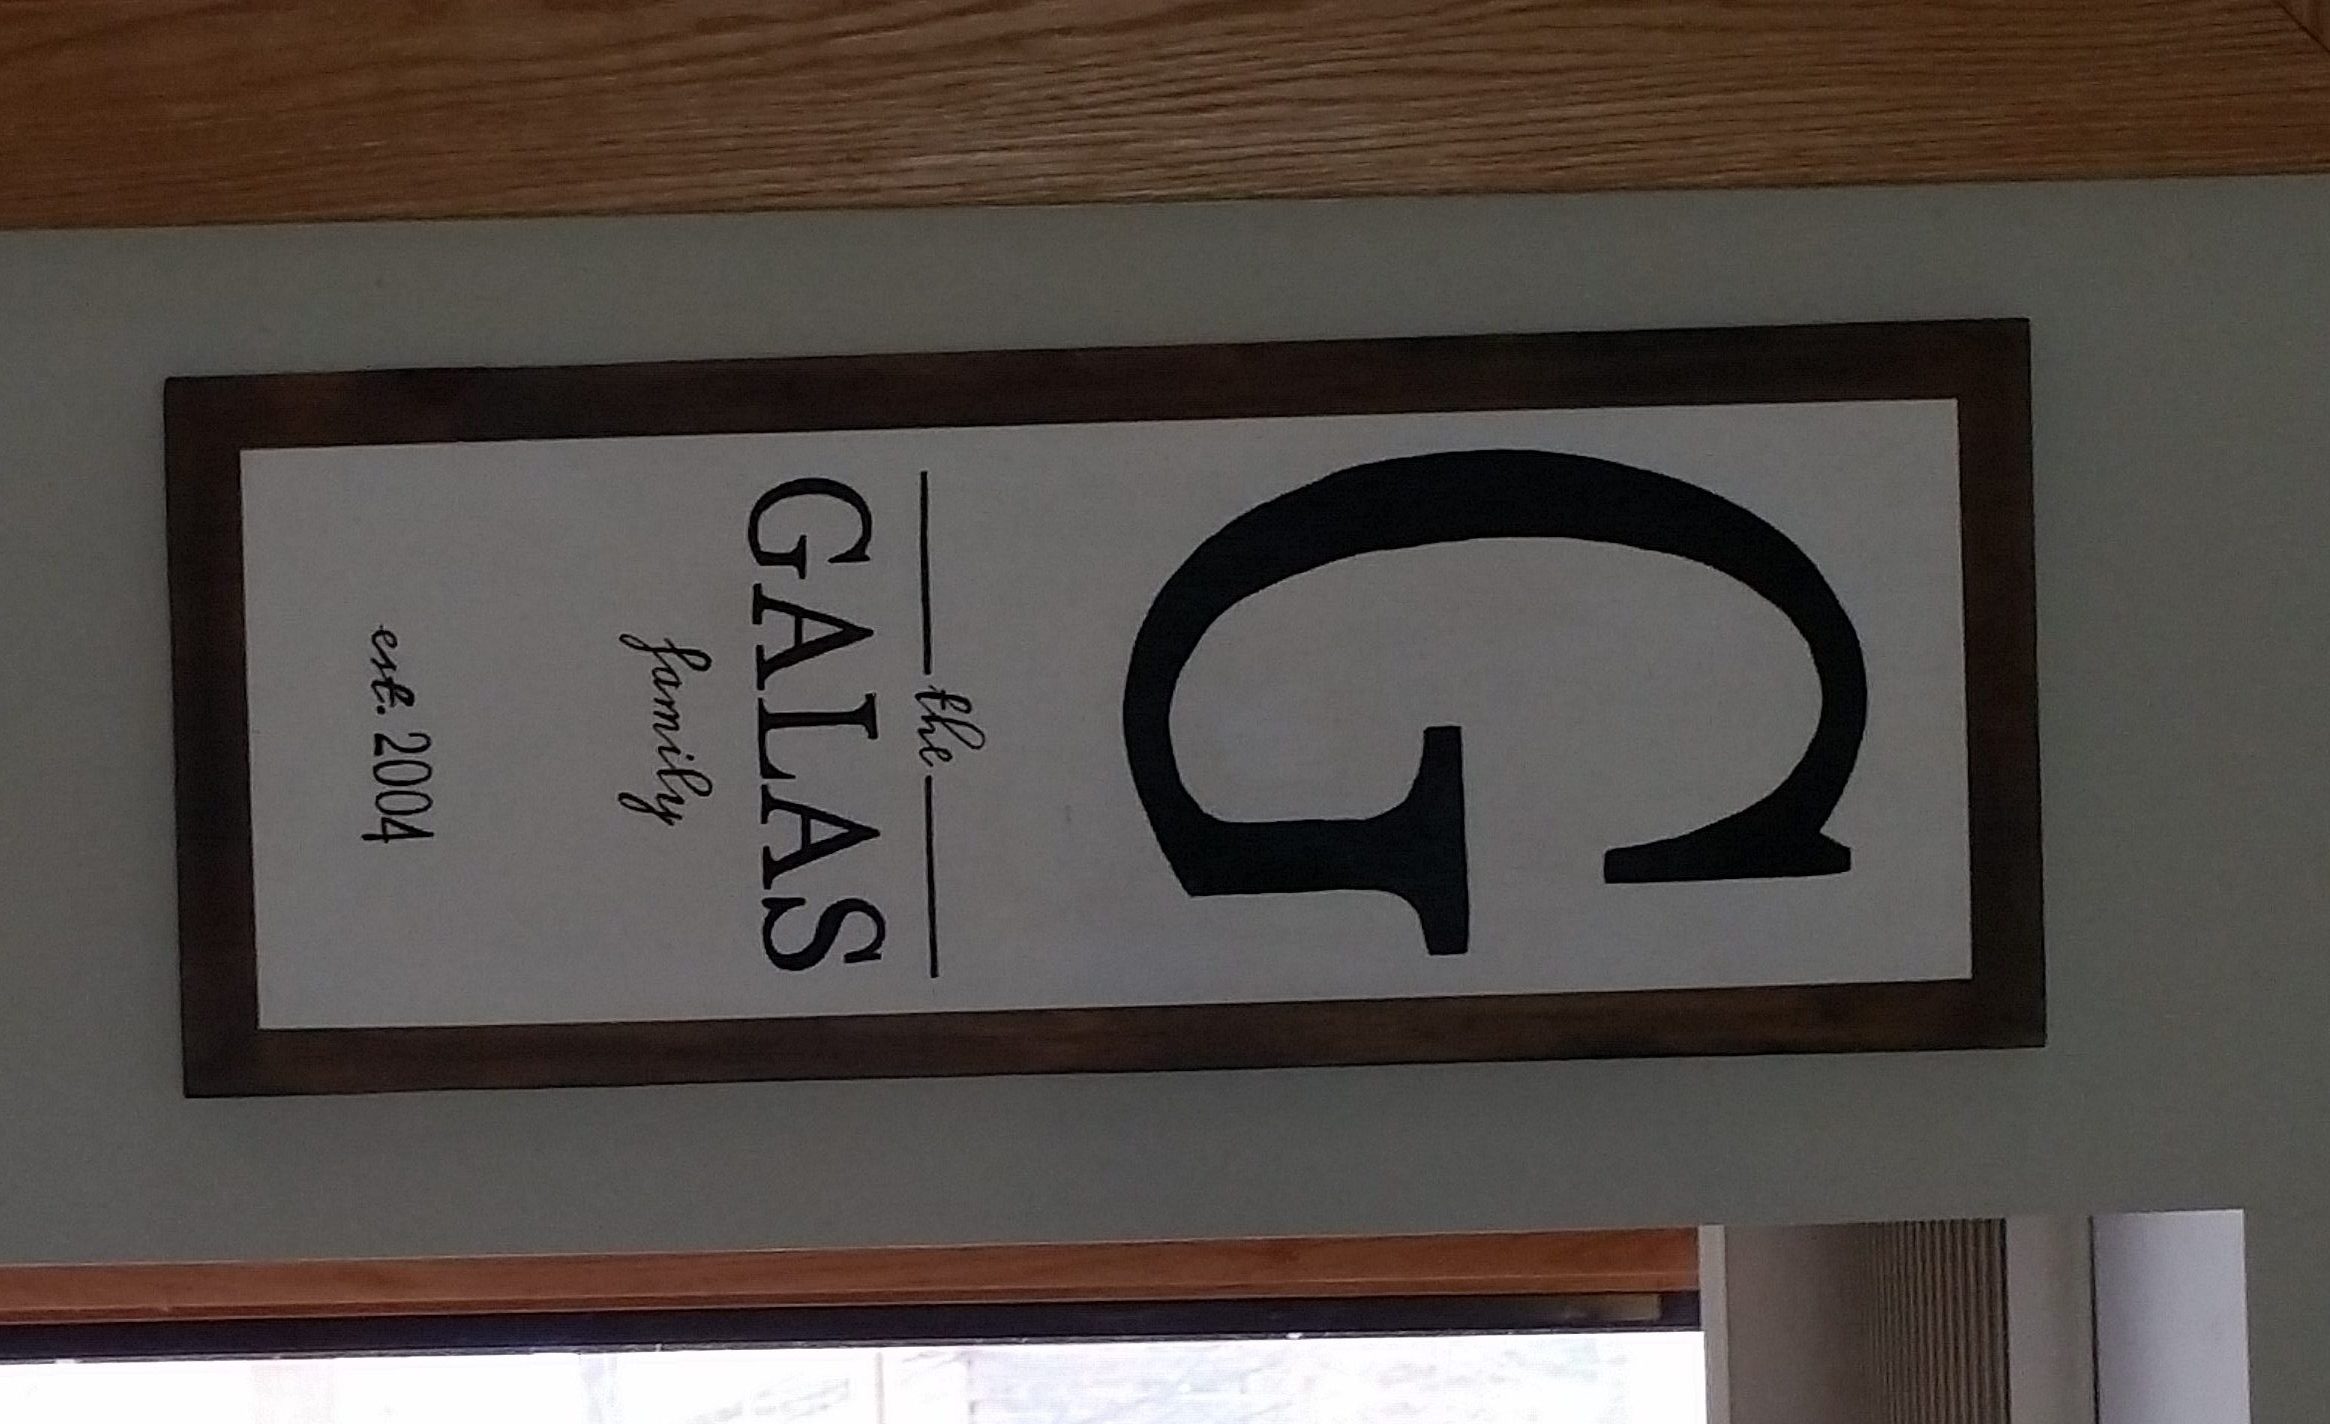 G
the
GALAS
family
est. 2004